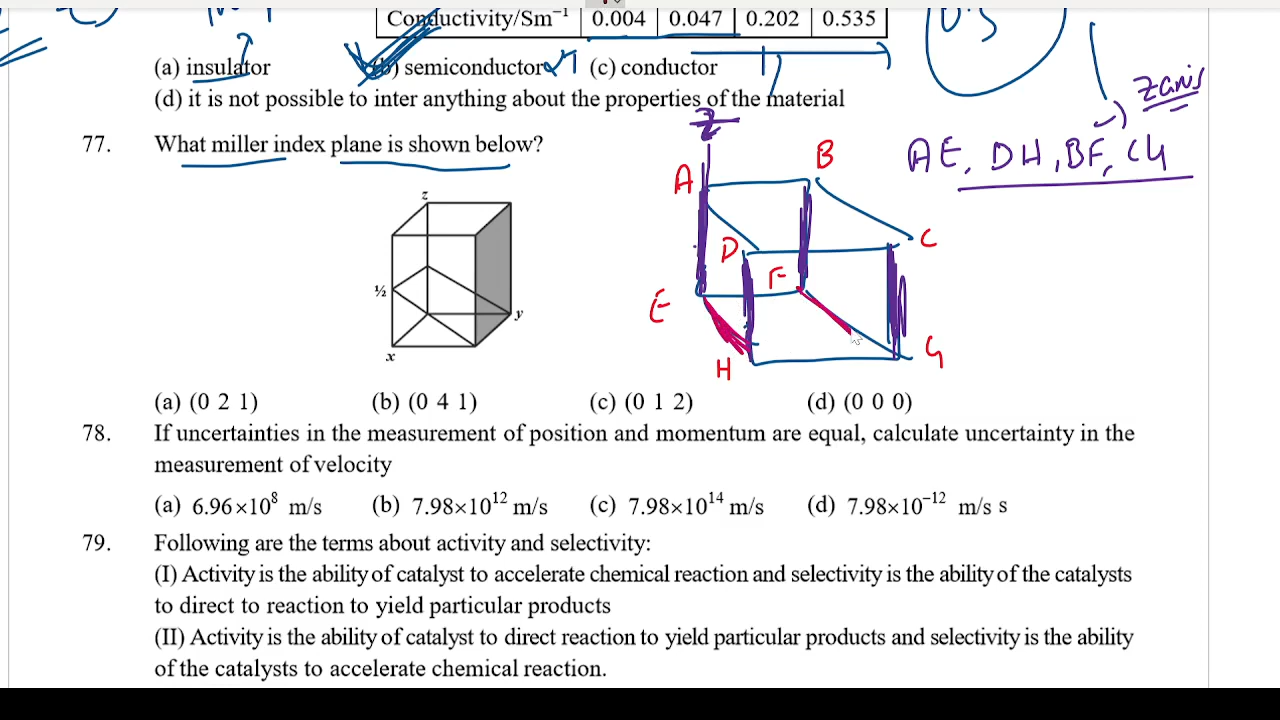 Conductivity/Sm⁻¹ 0.004 0.047 0.202 0.535
(a) insulator (b) semiconductor (c) conductor
(d) it is not possible to inter anything about the properties of the material
zaxis
AE, DH, BF, CG
77. What miller index plane is shown below?
Z
A B
D C
F
E
H G
z
½
y
x
(a) (0 2 1) (b) (0 4 1) (c) (0 1 2) (d) (0 0 0)
78. If uncertainties in the measurement of position and momentum are equal, calculate uncertainty in the
measurement of velocity
(a) 6.96×10⁸ m/s (b) 7.98×10¹² m/s (c) 7.98×10¹⁴ m/s (d) 7.98×10⁻¹² m/s s
79. Following are the terms about activity and selectivity:
(I) Activity is the ability of catalyst to accelerate chemical reaction and selectivity is the ability of the catalysts
to direct to reaction to yield particular products
(II) Activity is the ability of catalyst to direct reaction to yield particular products and selectivity is the ability
of the catalysts to accelerate chemical reaction.